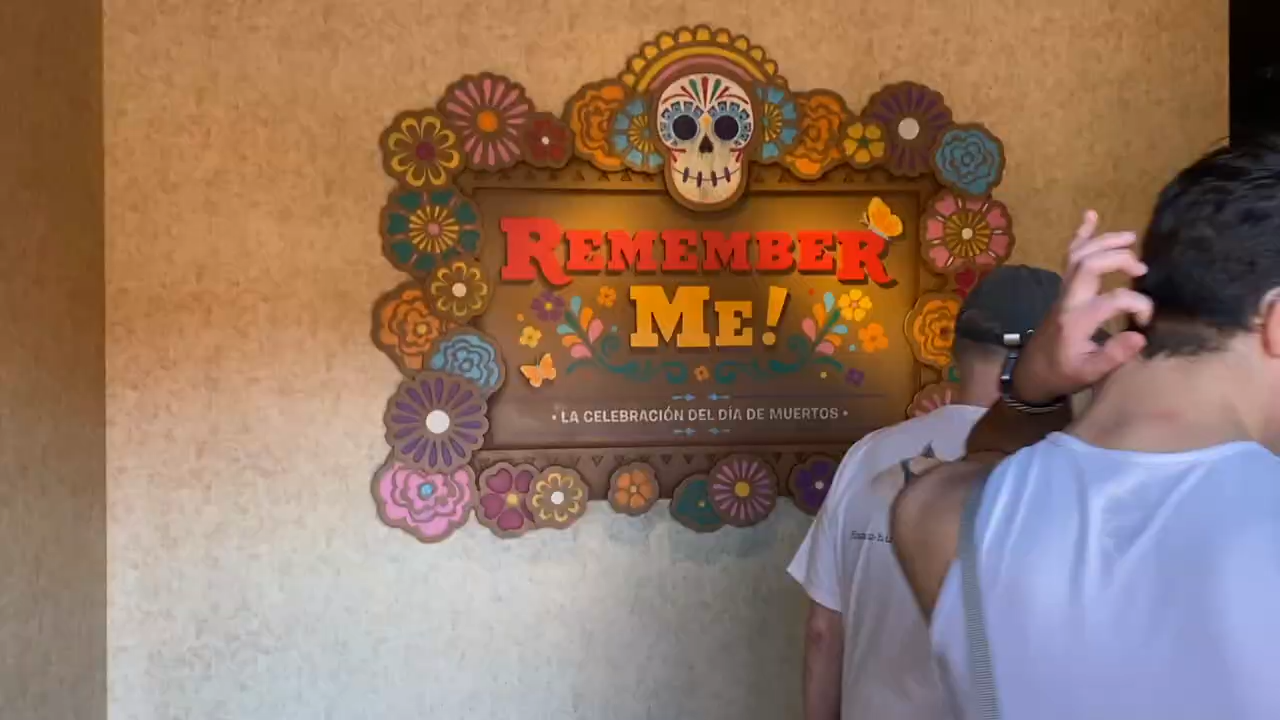 REMEMBER
ME!
• LA CELEBRACIÓN DEL DÍA DE MUERTOS •